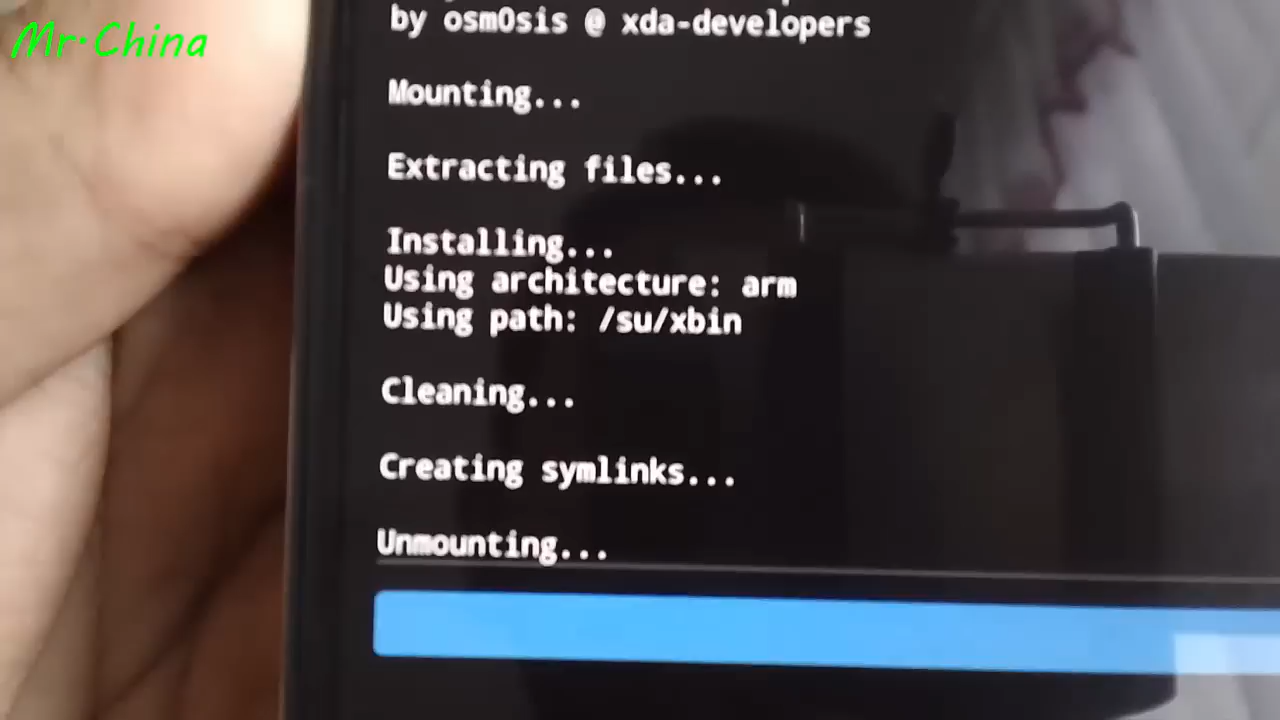 Mr·China
by osm0sis @ xda-developers
Mounting...
Extracting files...
Installing...
Using architecture: arm
Using path: /su/xbin
Cleaning...
Creating symlinks...
Unmounting...